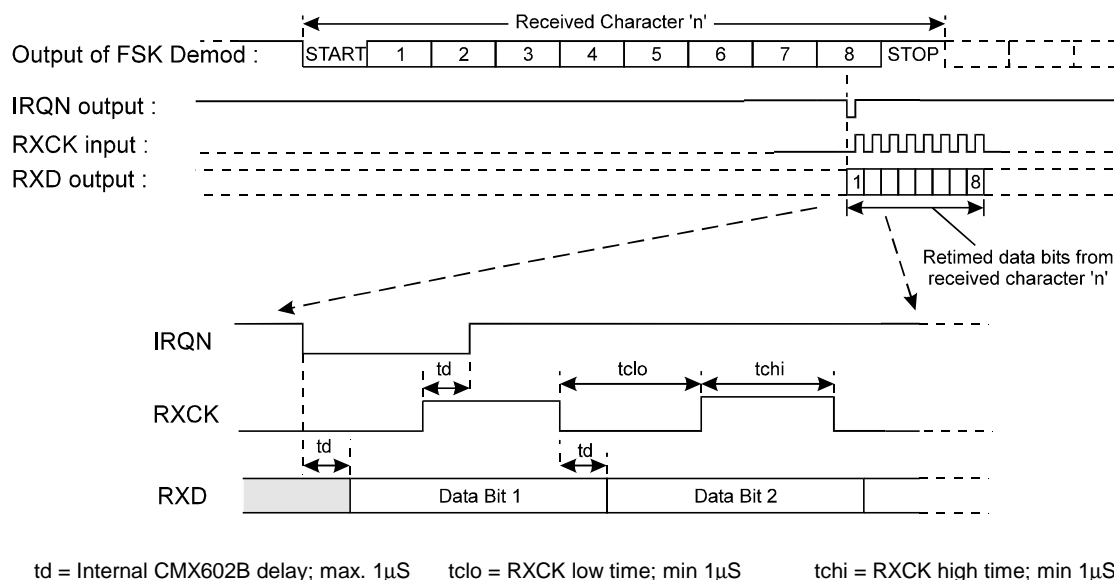 Received Character 'n'
Output of FSK Demod : START 1 2 3 4 5 6 7 8 STOP
IRQN output :
RXCK input :
RXD output : 1 8
Retimed data bits from
received character 'n'
IRQN
td tclo tchi
RXCK
td td
RXD Data Bit 1 Data Bit 2
td = Internal CMX602B delay; max. 1µS tclo = RXCK low time; min 1µS tchi = RXCK high time; min 1µS